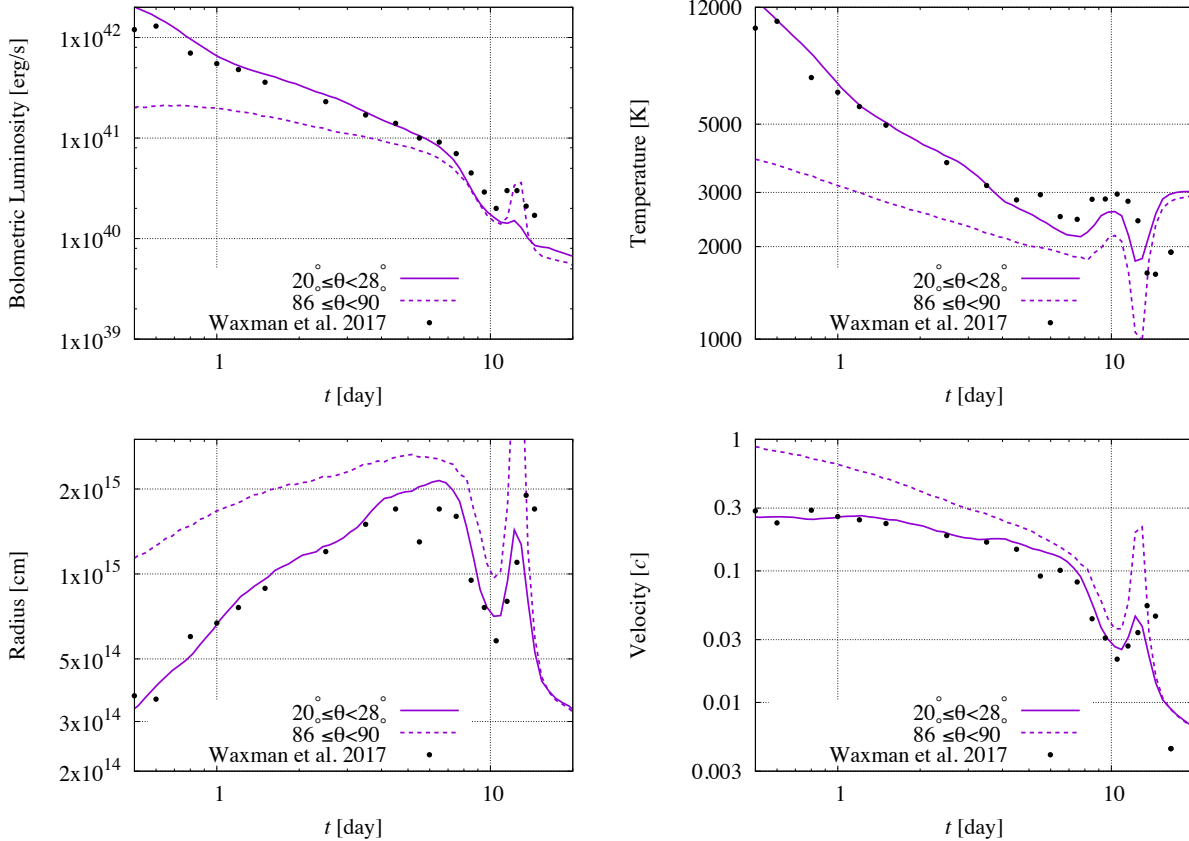 Bolometric Luminosity [erg/s]
1x10^42
1x10^41
1x10^40
1x10^39
20°≤θ<28°
86°≤θ<90°
Waxman et al. 2017
1
10
t [day]
Temperature [K]
12000
5000
3000
2000
1000
20°≤θ<28°
86°≤θ<90°
Waxman et al. 2017
1
10
t [day]
Radius [cm]
2x10^15
1x10^15
5x10^14
3x10^14
2x10^14
20°≤θ<28°
86°≤θ<90°
Waxman et al. 2017
1
10
t [day]
Velocity [c]
1
0.3
0.1
0.03
0.01
0.003
20°≤θ<28°
86°≤θ<90°
Waxman et al. 2017
1
10
t [day]